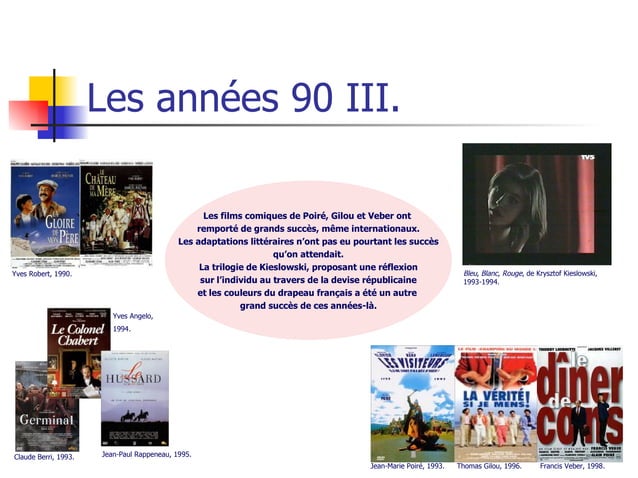 Les années 90 III.
LA GLOIRE
DE MON PÈRE
LE
CHÂTEAU
DE MA
MÈRE
TV5
Les films comiques de Poiré, Gilou et Veber ont
remporté de grands succès, même internationaux.
Les adaptations littéraires n’ont pas eu pourtant les succès
qu’on attendait.
La trilogie de Kieslowski, proposant une réflexion
sur l’individu au travers de la devise républicaine
et les couleurs du drapeau français a été un autre
grand succès de ces années-là.
Yves Robert, 1990.
Bleu, Blanc, Rouge, de Krysztof Kieslowski,
1993-1994.
Yves Angelo,
1994.
Le Colonel
Chabert
Le
HUSSARD
Germinal
LES VISITEURS
LA VÉRITÉ
SI JE MENS!
THIERRY LHERMITTE JACQUES VILLERET
le
dîner
de
cons
Claude Berri, 1993.
Jean-Paul Rappeneau, 1995.
Jean-Marie Poiré, 1993.
Thomas Gilou, 1996.
Francis Veber, 1998.